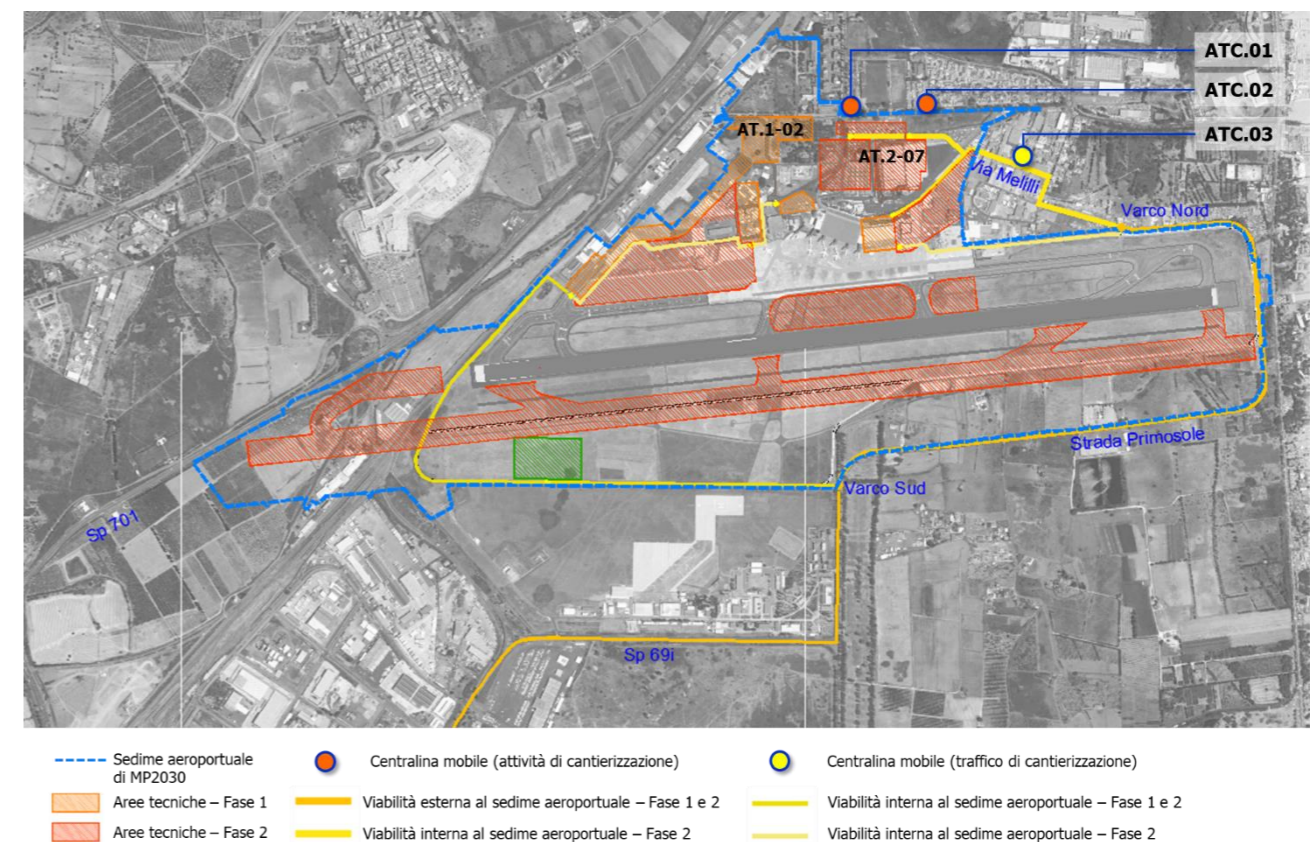 ATC.01
ATC.02
AT.1-02
ATC.03
AT.2-07
Via Melilli
Varco Nord
Strada Primosole
Varco Sud
Sp 701
Sp 69i
Sedime aeroportuale
di MP2030
Centralina mobile (attività di cantierizzazione)
Centralina mobile (traffico di cantierizzazione)
Aree tecniche – Fase 1
Viabilità esterna al sedime aeroportuale – Fase 1 e 2
Viabilità interna al sedime aeroportuale – Fase 1 e 2
Aree tecniche – Fase 2
Viabilità interna al sedime aeroportuale – Fase 2
Viabilità interna al sedime aeroportuale – Fase 2